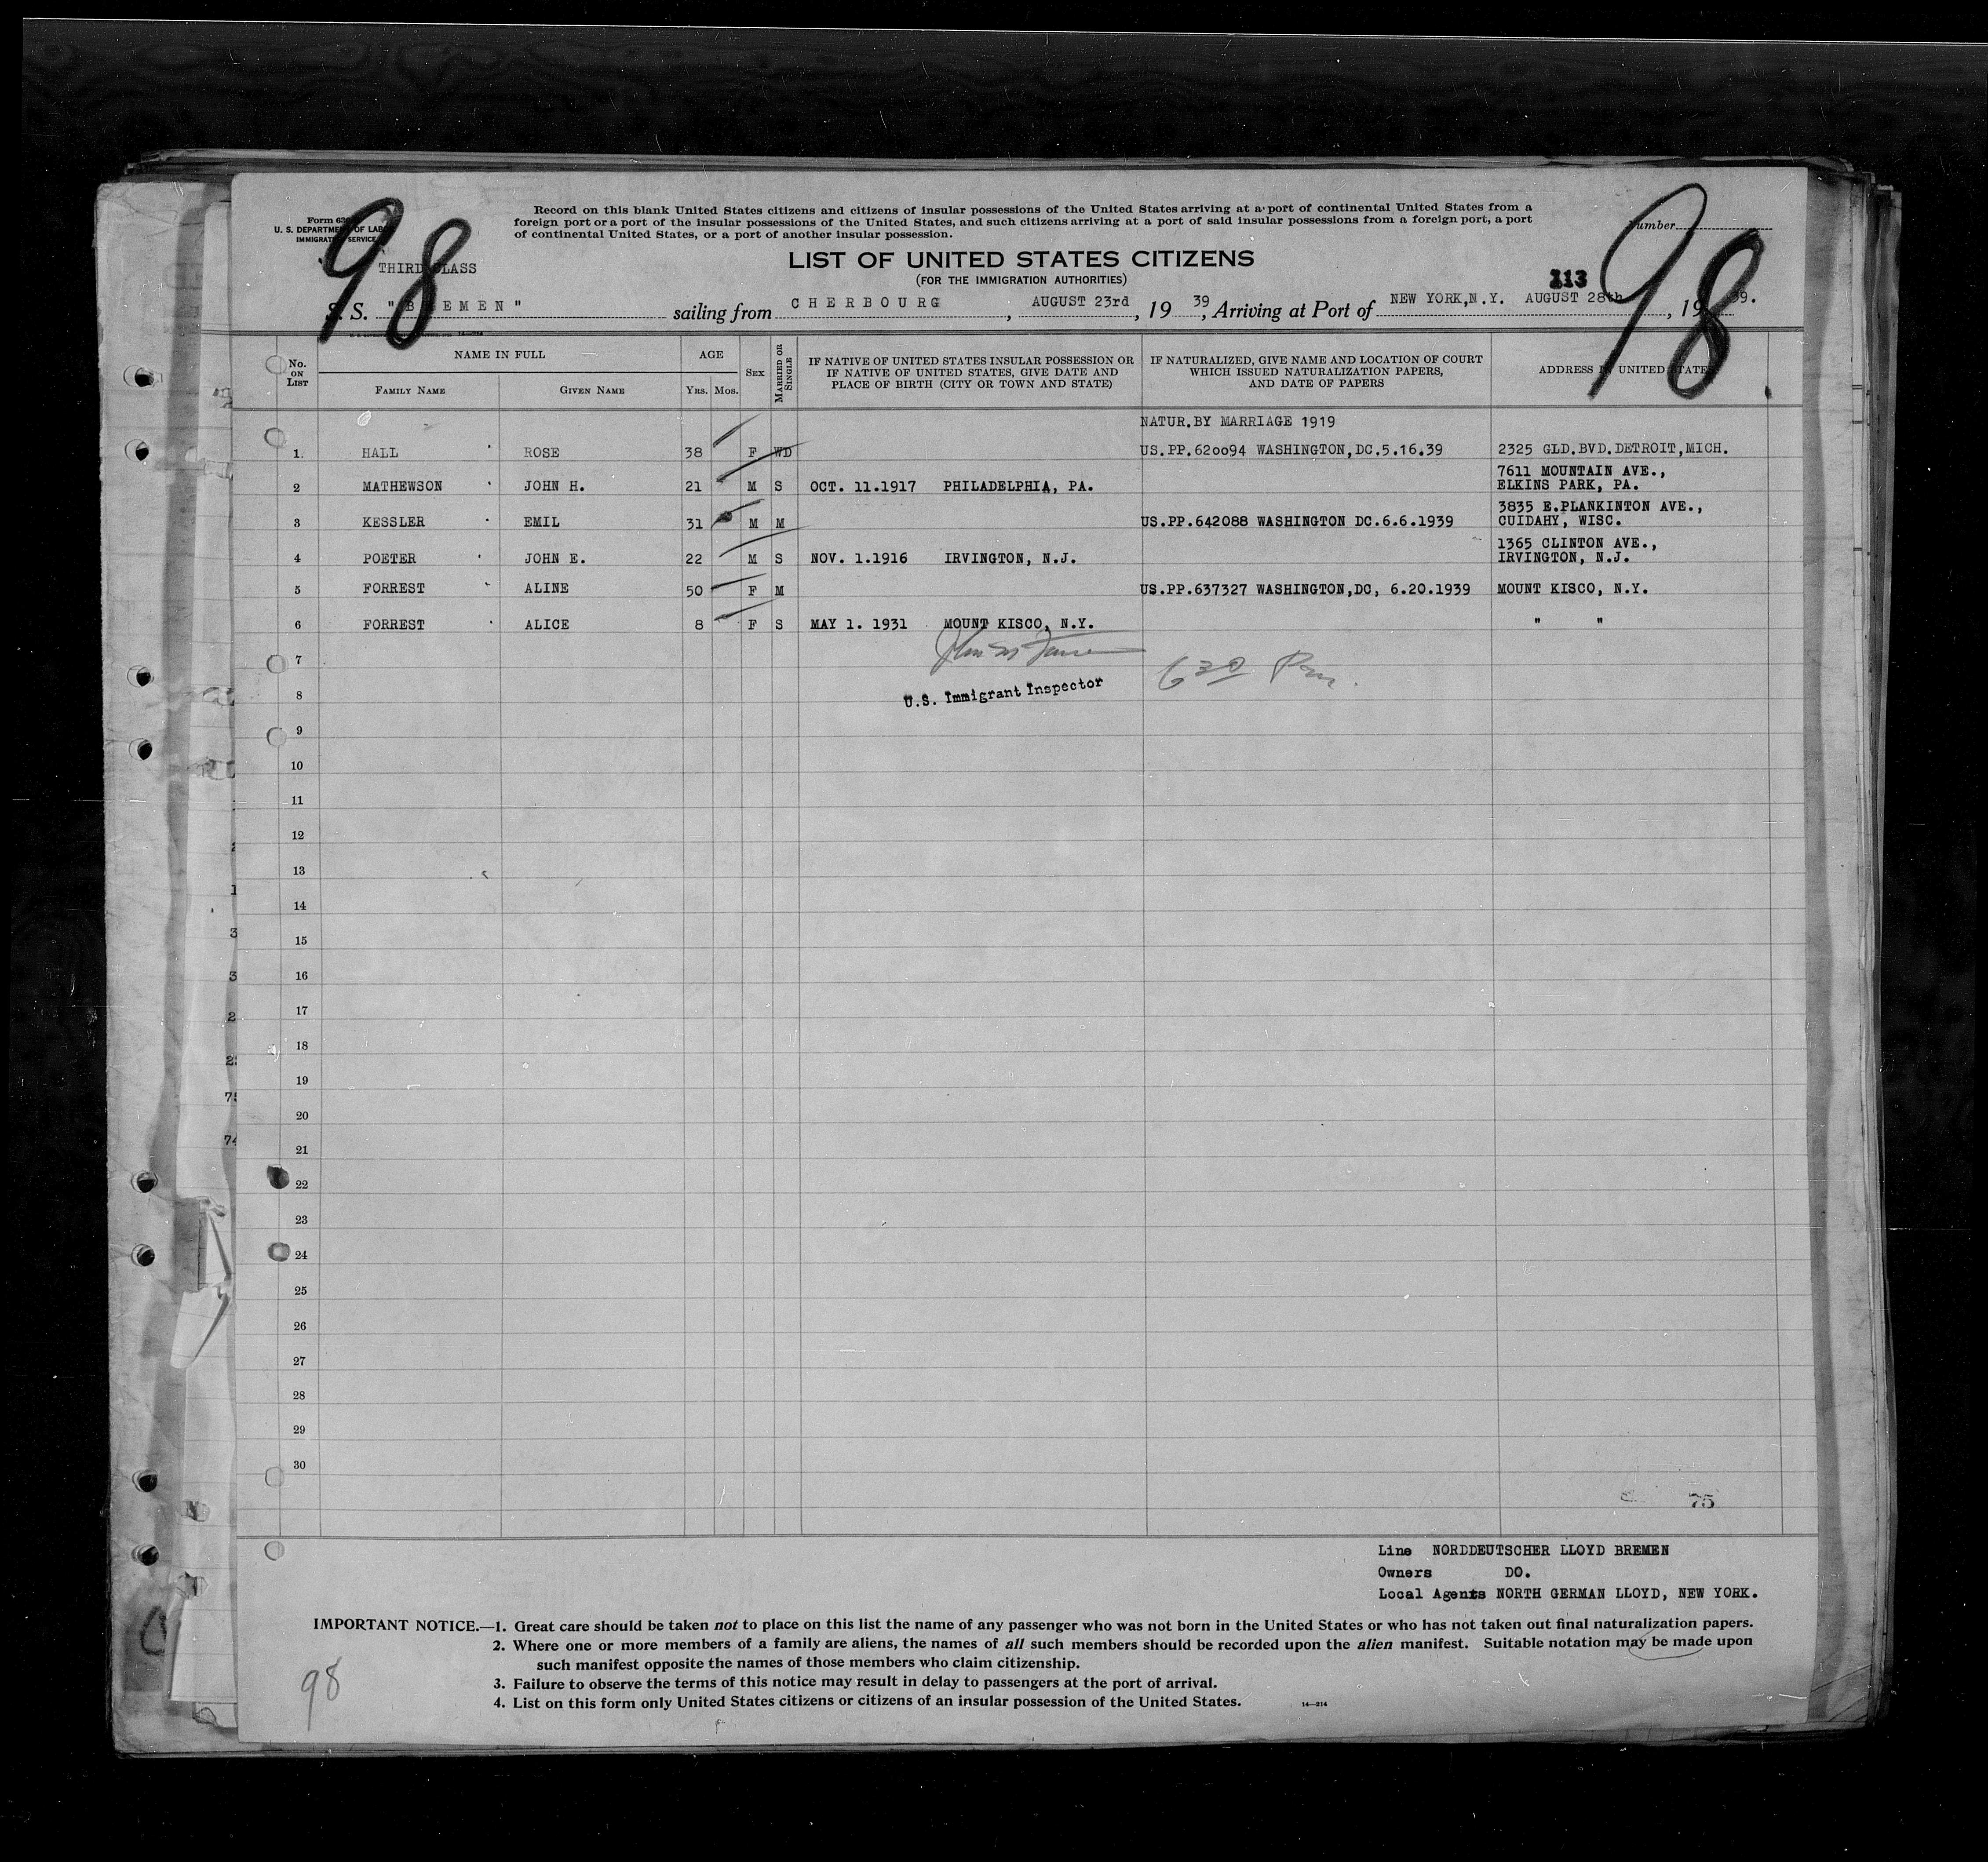 98
98
Form 630
U. S. DEPARTMENT OF LABOR
IMMIGRATION SERVICE
Record on this blank United States citizens and citizens of insular possessions of the United States arriving at a port of continental United States from a
foreign port or a port of the insular possessions of the United States, and such citizens arriving at a port of said insular possessions from a foreign port, a port
of continental United States, or a port of another insular possession.
Number
LIST OF UNITED STATES CITIZENS
(FOR THE IMMIGRATION AUTHORITIES)
THIRD CLASS
113
S. S. "BREMEN" sailing from CHERBOURG, AUGUST 23rd, 19 39, Arriving at Port of NEW YORK,N.Y. AUGUST 28th, 19 39.
No. ON LIST
NAME IN FULL
FAMILY NAME GIVEN NAME
AGE
YRS. MOS.
SEX
MARRIED OR SINGLE
IF NATIVE OF UNITED STATES INSULAR POSSESSION OR
IF NATIVE OF UNITED STATES, GIVE DATE AND
PLACE OF BIRTH (CITY OR TOWN AND STATE)
IF NATURALIZED, GIVE NAME AND LOCATION OF COURT
WHICH ISSUED NATURALIZATION PAPERS,
AND DATE OF PAPERS
ADDRESS IN UNITED STATES
NATUR.BY MARRIAGE 1919
1. HALL ROSE 38 F WD US.PP.620094 WASHINGTON,DC.5.16.39 2325 GLD.BVD.DETROIT,MICH.
7611 MOUNTAIN AVE.,
2 MATHEWSON JOHN H. 21 M S OCT. 11.1917 PHILADELPHIA, PA. ELKINS PARK, PA.
3835 E.PLANKINTON AVE.,
3 KESSLER EMIL 31 M M US.PP.642088 WASHINGTON DC.6.6.1939 CUIDAHY, WISC.
1365 CLINTON AVE.,
4 POETER JOHN E. 22 M S NOV. 1.1916 IRVINGTON, N.J. IRVINGTON, N.J.
5 FORREST ALINE 50 F M US.PP.637327 WASHINGTON,DC, 6.20.1939 MOUNT KISCO, N.Y.
6 FORREST ALICE 8 F S MAY 1. 1931 MOUNT KISCO, N.Y. " "
7
6 30 Pm.
8 U.S. Immigrant Inspector
9
10
11
12
13
14
15
16
17
18
19
20
21
22
23
24
25
26
27
28
29
30
75
Line NORDDEUTSCHER LLOYD BREMEN
Owners DO.
Local Agents NORTH GERMAN LLOYD, NEW YORK.
IMPORTANT NOTICE.—1. Great care should be taken not to place on this list the name of any passenger who was not born in the United States or who has not taken out final naturalization papers.
2. Where one or more members of a family are aliens, the names of all such members should be recorded upon the alien manifest. Suitable notation may be made upon
such manifest opposite the names of those members who claim citizenship.
3. Failure to observe the terms of this notice may result in delay to passengers at the port of arrival.
4. List on this form only United States citizens or citizens of an insular possession of the United States. 14—214
98